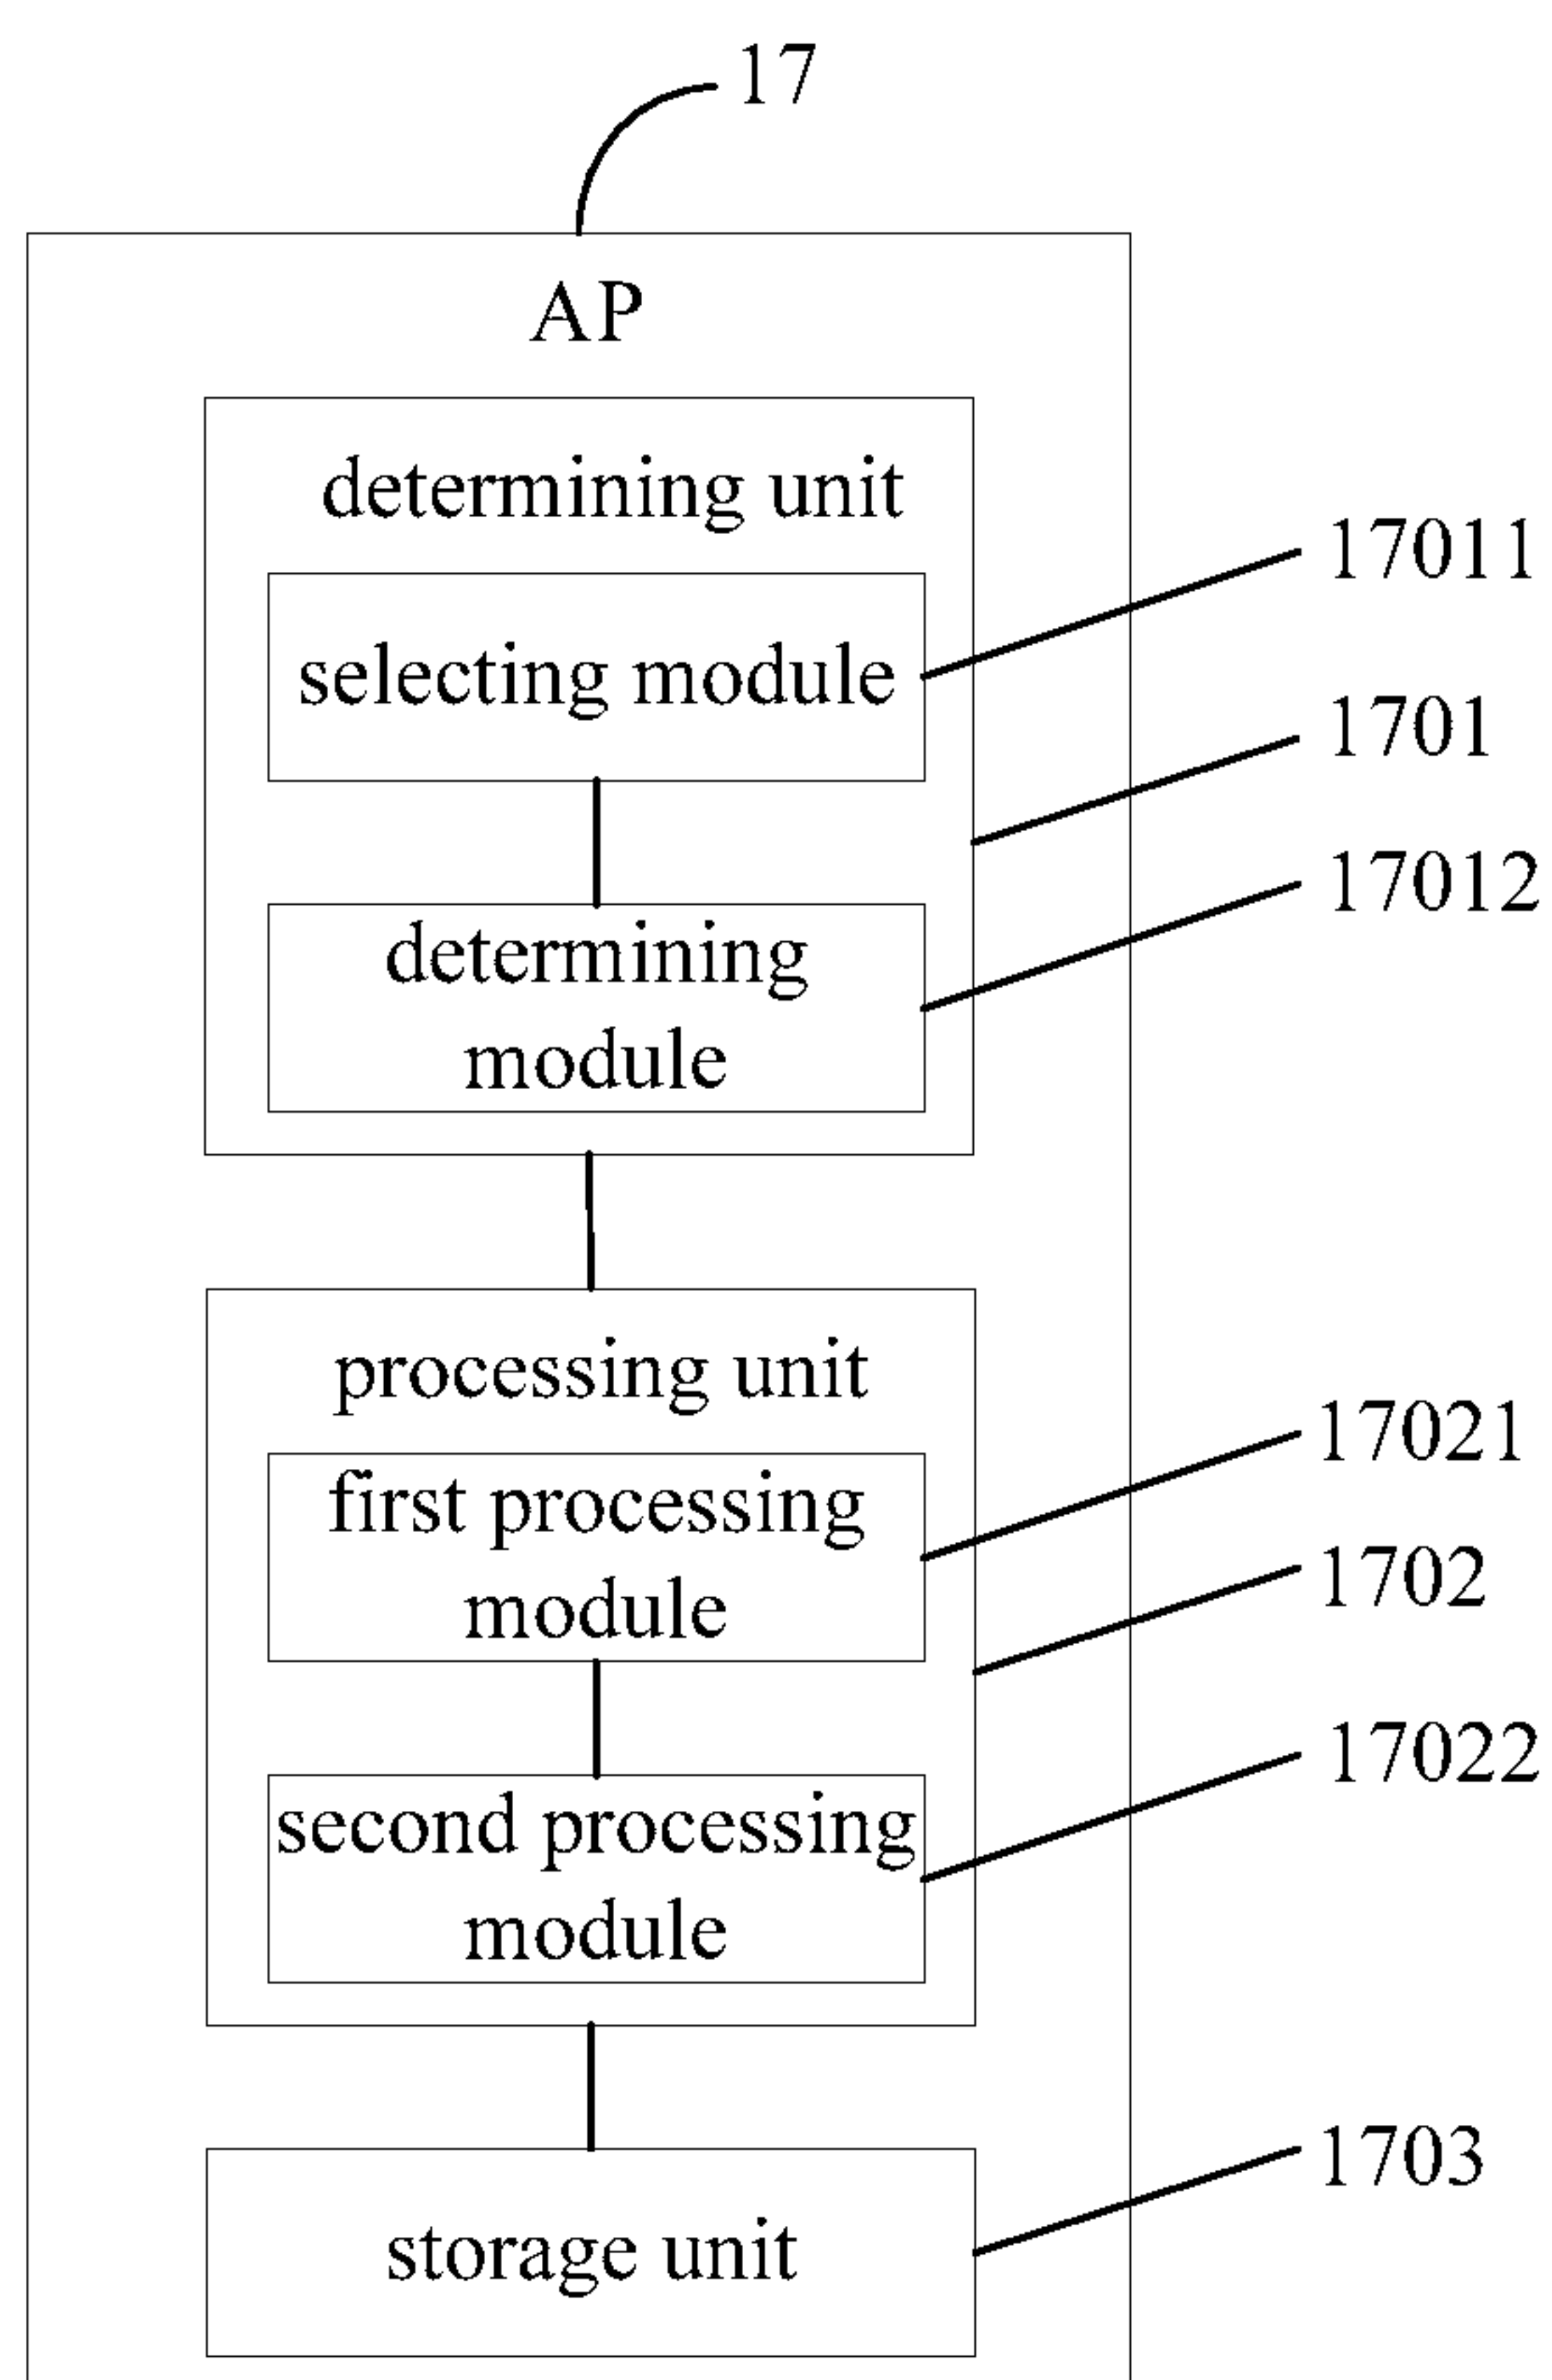 17
AP
determining unit
17011
selecting module
1701
17012
determining
module
processing unit
17021
first processing
module
1702
17022
second processing
module
1703
storage unit